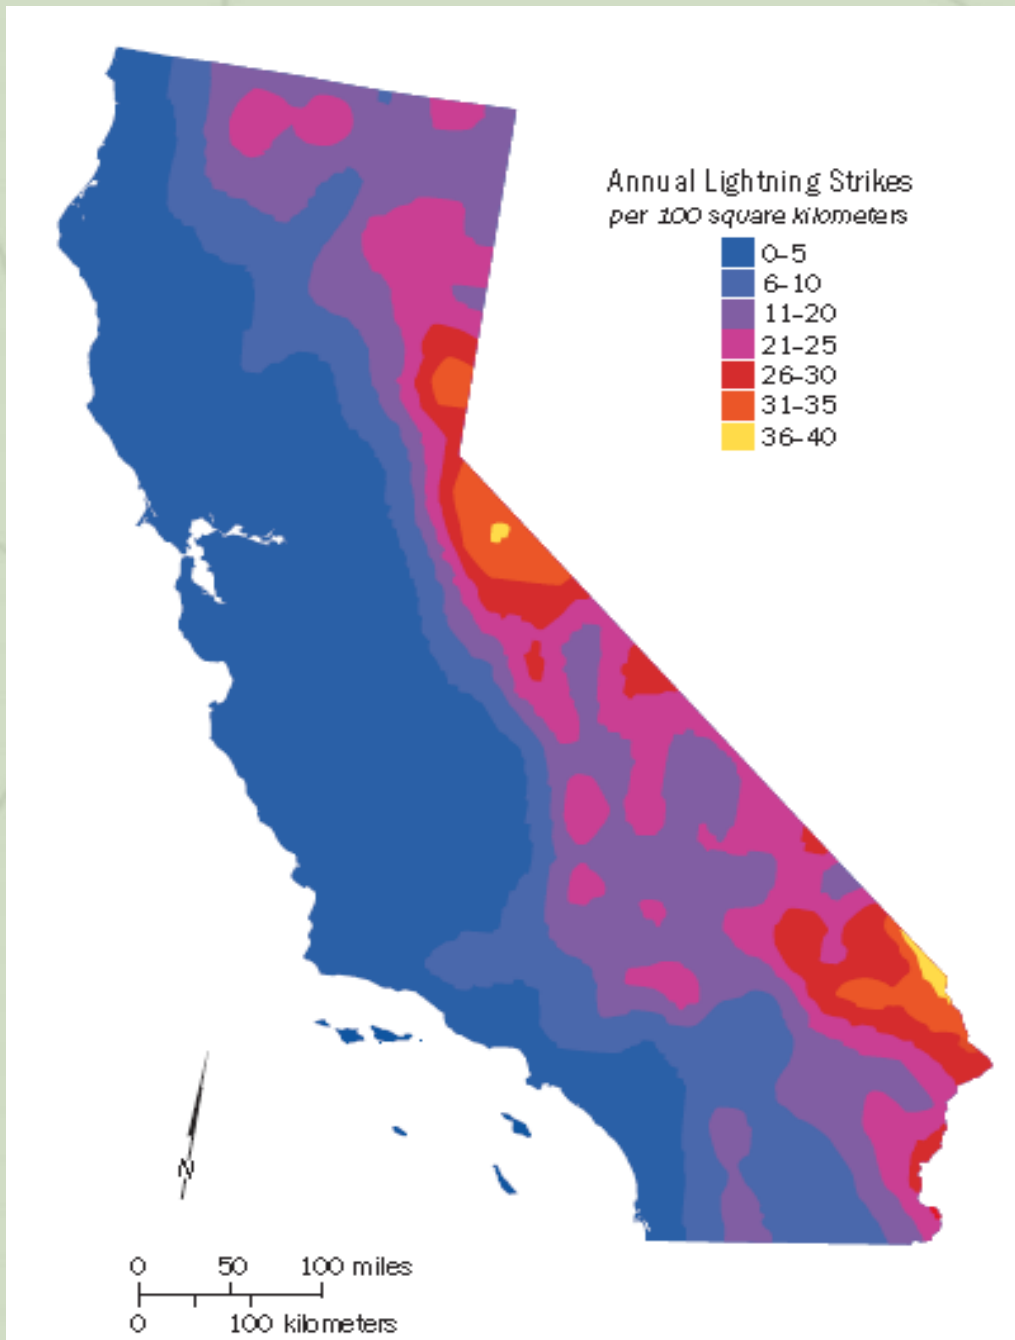 Annual Lightning Strikes
per 100 square kilometers
0-5
6-10
11-20
21-25
26-30
31-35
36-40
N
0 50 100 miles
0 100 kilometers